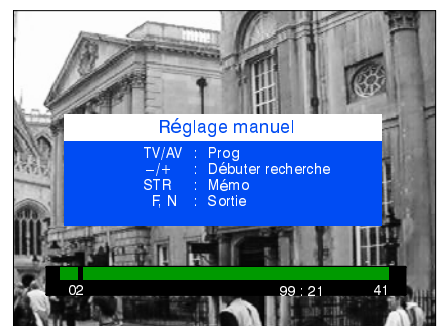 Réglage manuel
TV/AV : Prog
−/+ : Débuter recherche
STR : Mémo
F, N : Sortie
02 99 : 21 41